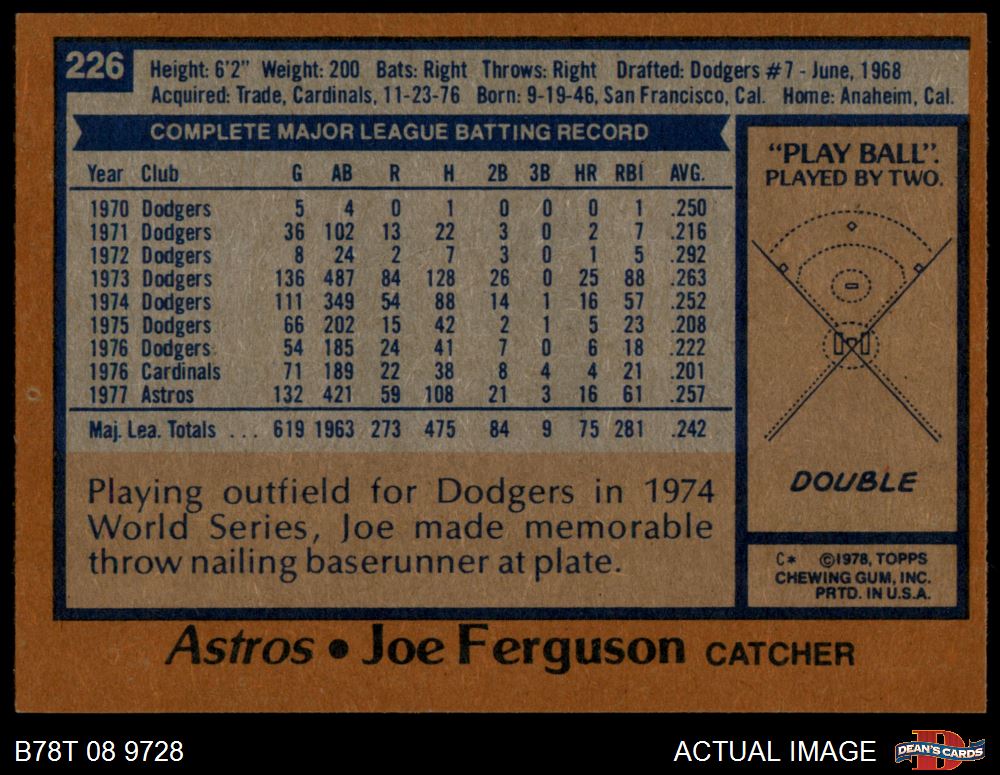 226
Height: 6'2" Weight: 200 Bats: Right Throws: Right Drafted: Dodgers #7 - June, 1968
Acquired: Trade, Cardinals, 11-23-76 Born: 9-19-46, San Francisco, Cal. Home: Anaheim, Cal.
COMPLETE MAJOR LEAGUE BATTING RECORD
Year Club G AB R H 2B 3B HR RBI AVG.
1970 Dodgers 5 4 0 1 0 0 0 1 .250
1971 Dodgers 36 102 13 22 3 0 2 7 .216
1972 Dodgers 8 24 2 7 3 0 1 5 .292
1973 Dodgers 136 487 84 128 26 0 25 88 .263
1974 Dodgers 111 349 54 88 14 1 16 57 .252
1975 Dodgers 66 202 15 42 2 1 5 23 .208
1976 Dodgers 54 185 24 41 7 0 6 18 .222
1976 Cardinals 71 189 22 38 8 4 4 21 .201
1977 Astros 132 421 59 108 21 3 16 61 .257
Maj. Lea. Totals ... 619 1963 273 475 84 9 75 281 .242
Playing outfield for Dodgers in 1974
World Series, Joe made memorable
throw nailing baserunner at plate.
"PLAY BALL".
PLAYED BY TWO.
DOUBLE
C* ©1978, TOPPS
CHEWING GUM, INC.
PRTD. IN U.S.A.
Astros • Joe Ferguson CATCHER
B78T 08 9728
ACTUAL IMAGE
DEAN'S CARDS